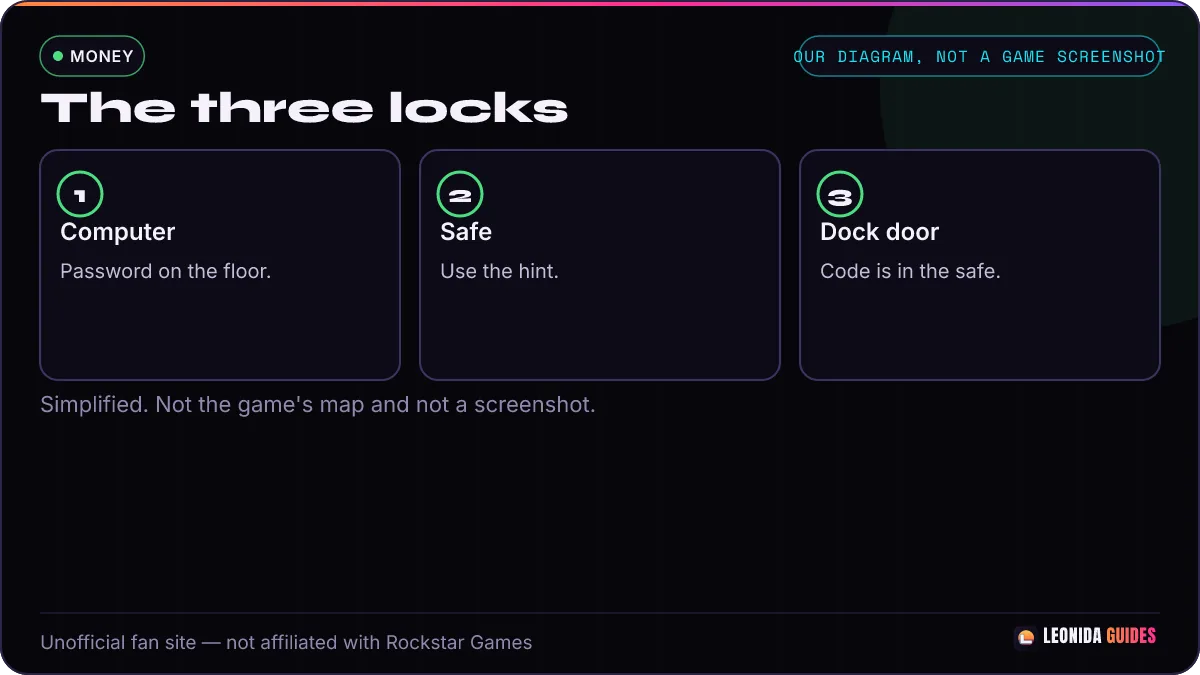 MONEY
OUR DIAGRAM, NOT A GAME SCREENSHOT
The three locks
1
Computer
Password on the floor.
2
Safe
Use the hint.
3
Dock door
Code is in the safe.
Simplified. Not the game's map and not a screenshot.
Unofficial fan site — not affiliated with Rockstar Games
LEONIDA GUIDES